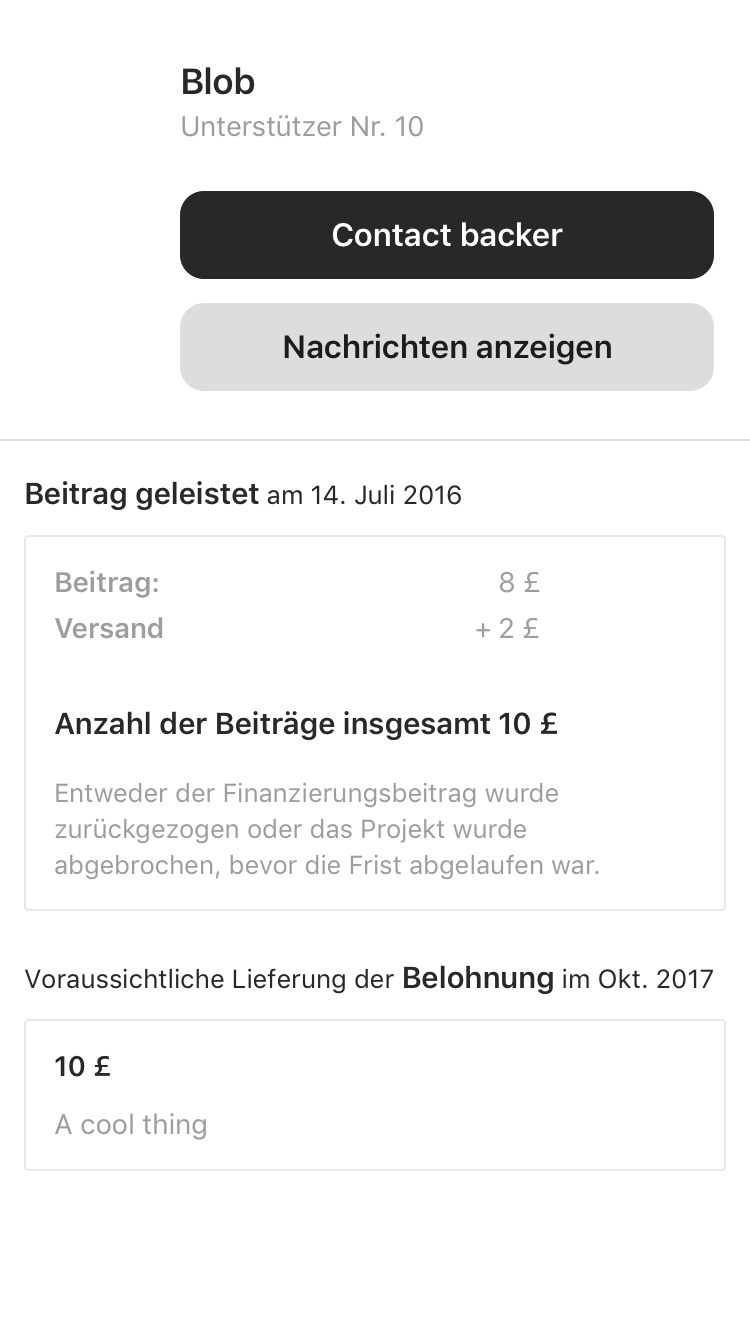 Blob
Unterstützer Nr. 10
Contact backer
Nachrichten anzeigen
Beitrag geleistet am 14. Juli 2016
Beitrag: 8 £
Versand + 2 £
Anzahl der Beiträge insgesamt 10 £
Entweder der Finanzierungsbeitrag wurde
zurückgezogen oder das Projekt wurde
abgebrochen, bevor die Frist abgelaufen war.
Voraussichtliche Lieferung der Belohnung im Okt. 2017
10 £
A cool thing